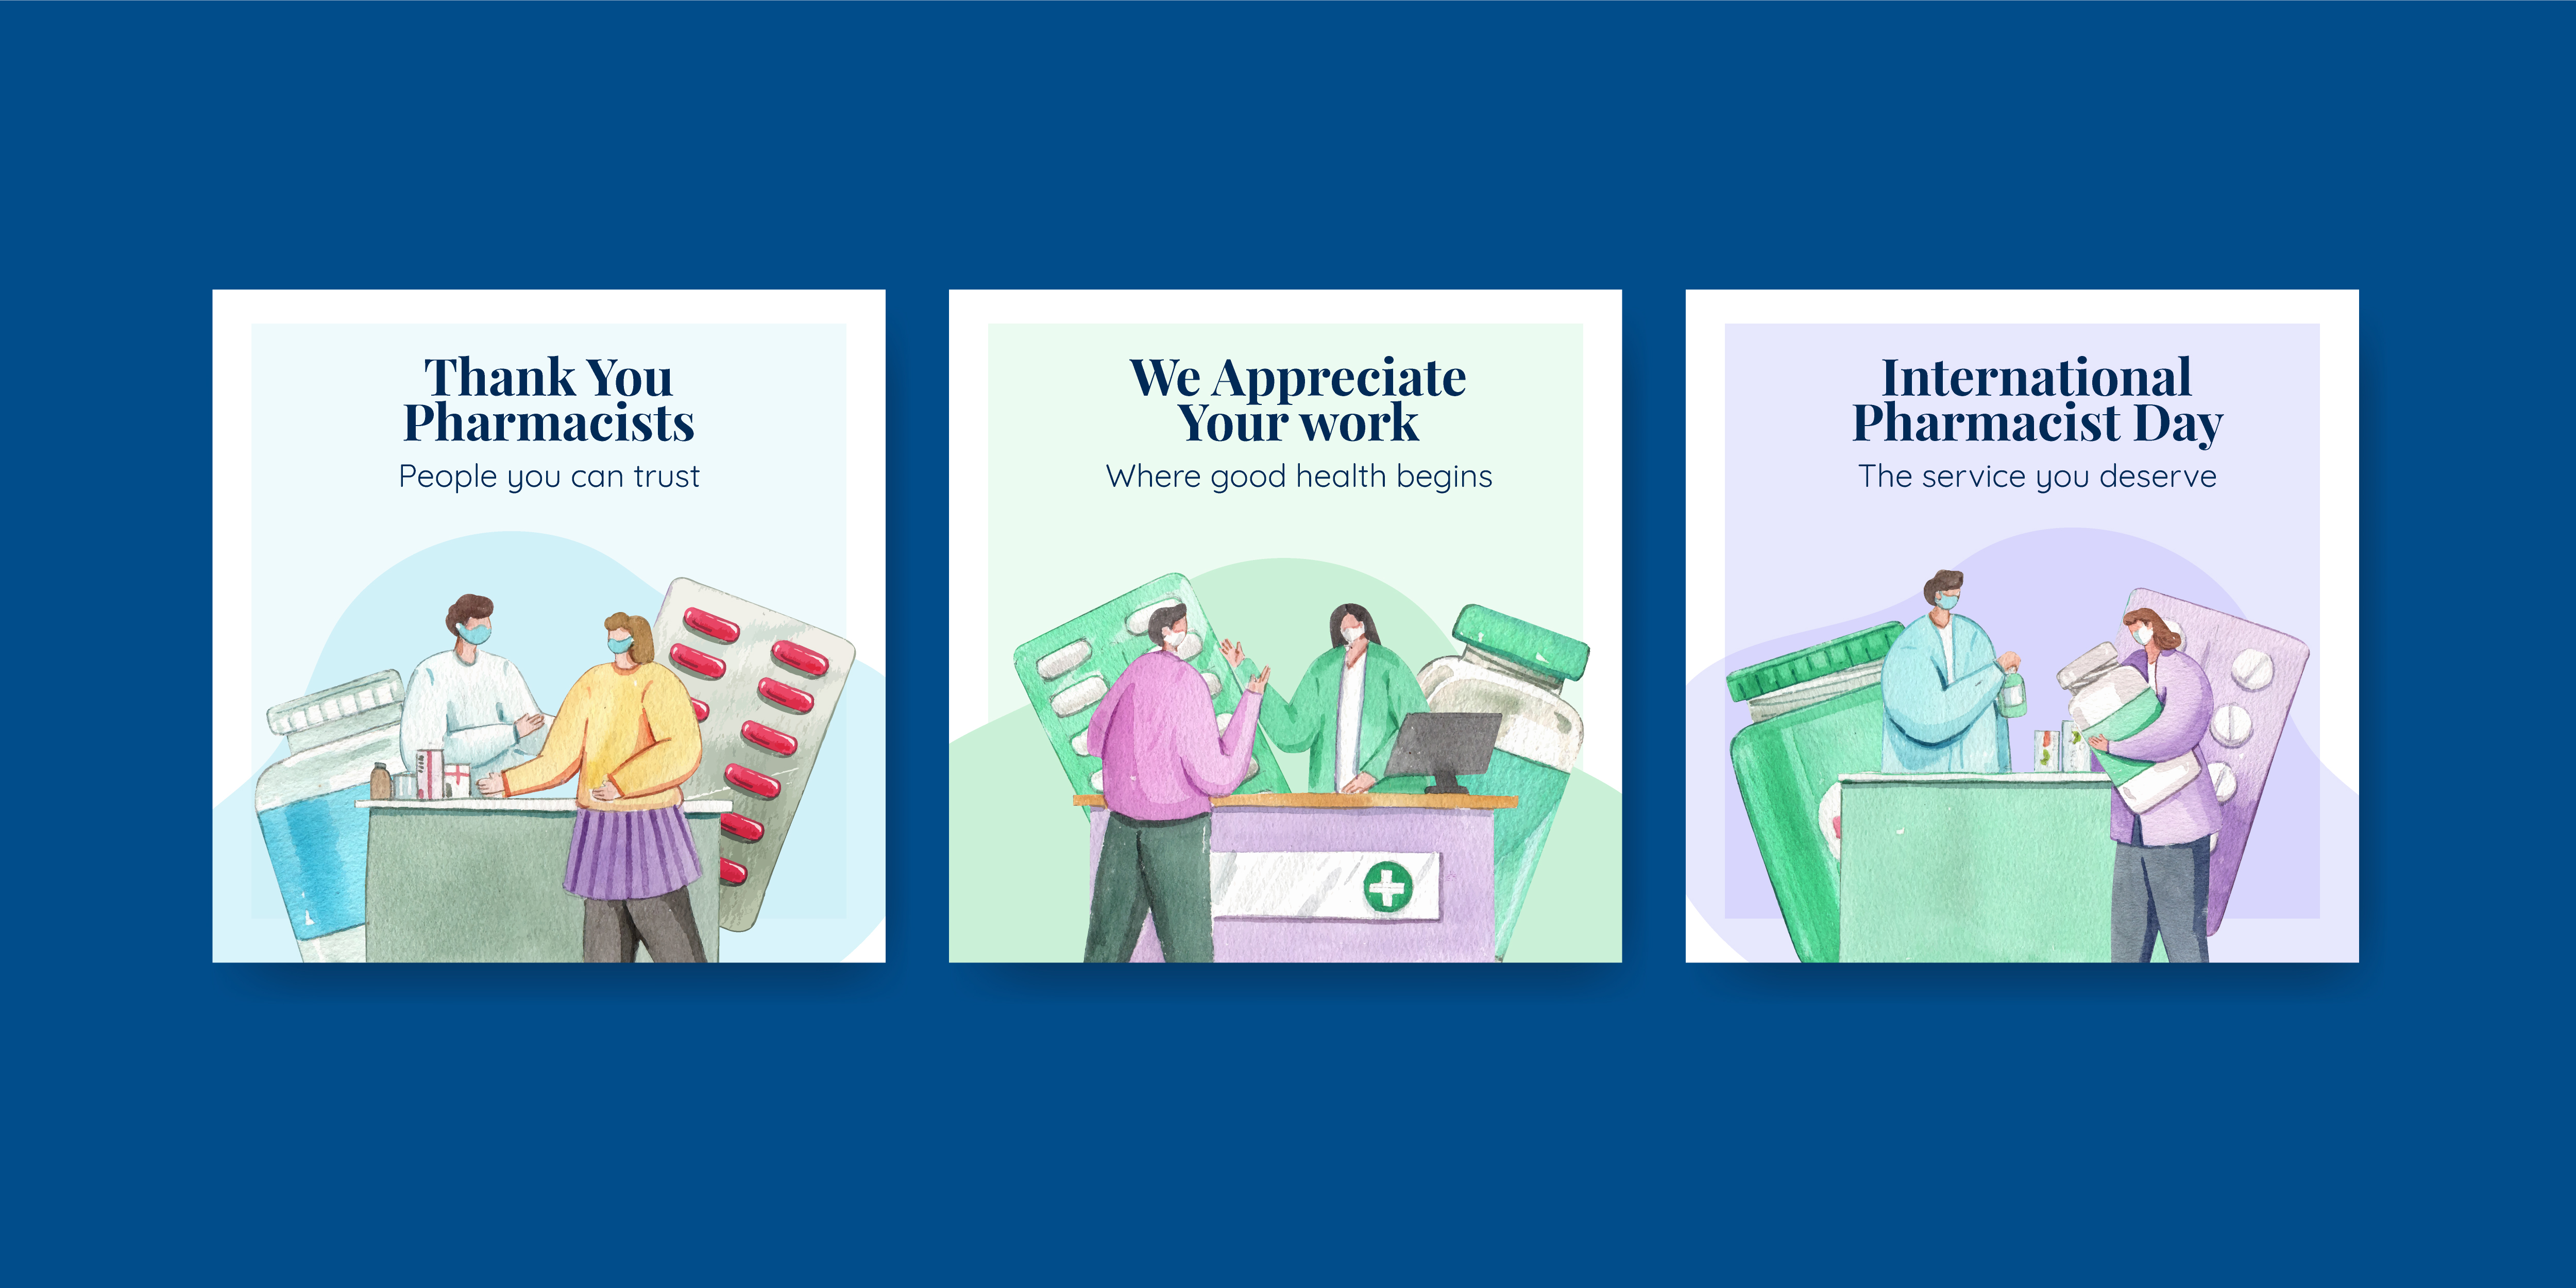 Thank You
Pharmacists
People you can trust
We Appreciate
Your work
Where good health begins
International
Pharmacist Day
The service you deserve